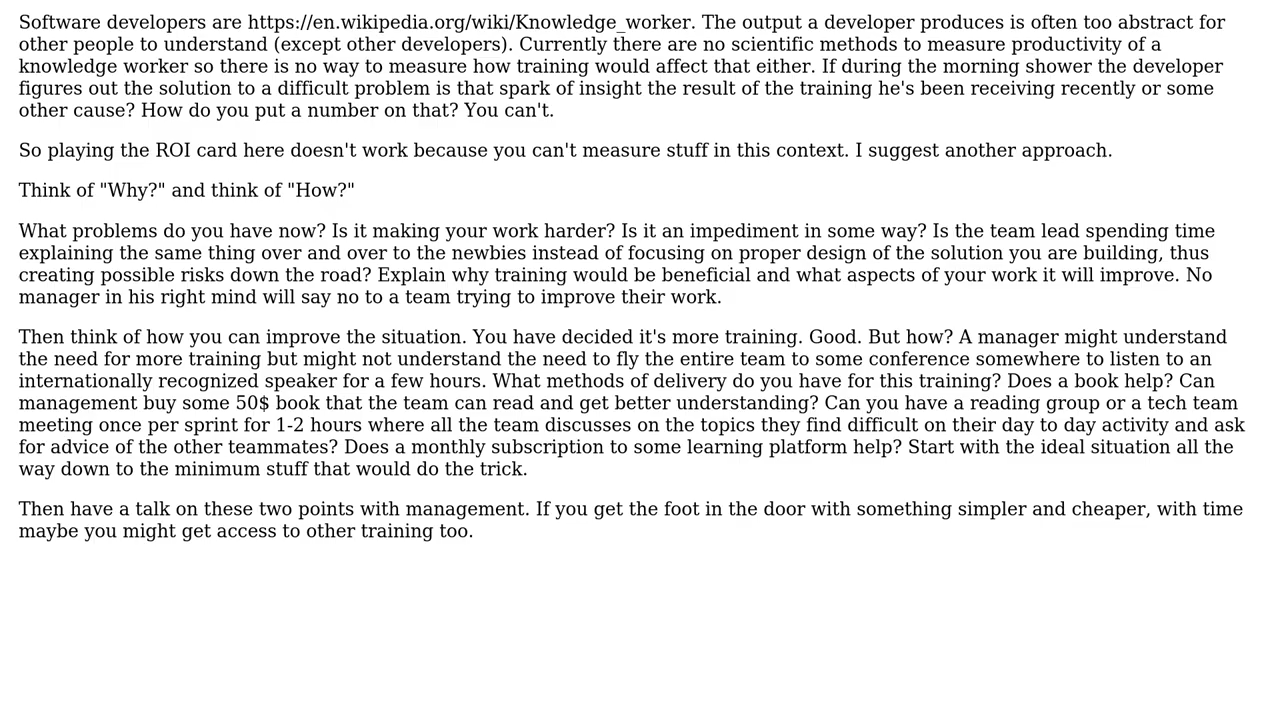 Software developers are https://en.wikipedia.org/wiki/Knowledge_worker. The output a developer produces is often too abstract for
other people to understand (except other developers). Currently there are no scientific methods to measure productivity of a
knowledge worker so there is no way to measure how training would affect that either. If during the morning shower the developer
figures out the solution to a difficult problem is that spark of insight the result of the training he's been receiving recently or some
other cause? How do you put a number on that? You can't.
So playing the ROI card here doesn't work because you can't measure stuff in this context. I suggest another approach.
Think of "Why?" and think of "How?"
What problems do you have now? Is it making your work harder? Is it an impediment in some way? Is the team lead spending time
explaining the same thing over and over to the newbies instead of focusing on proper design of the solution you are building, thus
creating possible risks down the road? Explain why training would be beneficial and what aspects of your work it will improve. No
manager in his right mind will say no to a team trying to improve their work.
Then think of how you can improve the situation. You have decided it's more training. Good. But how? A manager might understand
the need for more training but might not understand the need to fly the entire team to some conference somewhere to listen to an
internationally recognized speaker for a few hours. What methods of delivery do you have for this training? Does a book help? Can
management buy some 50$ book that the team can read and get better understanding? Can you have a reading group or a tech team
meeting once per sprint for 1-2 hours where all the team discusses on the topics they find difficult on their day to day activity and ask
for advice of the other teammates? Does a monthly subscription to some learning platform help? Start with the ideal situation all the
way down to the minimum stuff that would do the trick.
Then have a talk on these two points with management. If you get the foot in the door with something simpler and cheaper, with time
maybe you might get access to other training too.